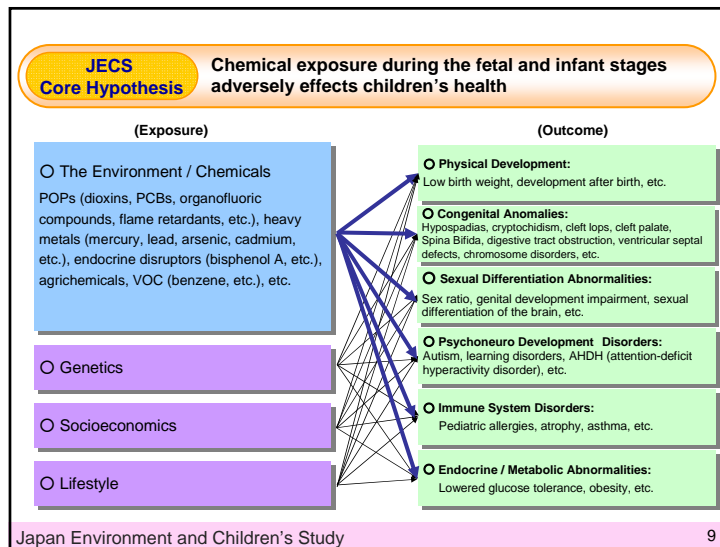 JECS
Core Hypothesis
Chemical exposure during the fetal and infant stages
adversely effects children’s health
(Exposure)
(Outcome)
O The Environment / Chemicals
POPs (dioxins, PCBs, organofluoric
compounds, flame retardants, etc.), heavy
metals (mercury, lead, arsenic, cadmium,
etc.), endocrine disruptors (bisphenol A, etc.),
agrichemicals, VOC (benzene, etc.), etc.
O Genetics
O Socioeconomics
O Lifestyle
O Physical Development:
Low birth weight, development after birth, etc.
O Congenital Anomalies:
Hypospadias, cryptochidism, cleft lops, cleft palate,
Spina Bifida, digestive tract obstruction, ventricular septal
defects, chromosome disorders, etc.
O Sexual Differentiation Abnormalities:
Sex ratio, genital development impairment, sexual
differentiation of the brain, etc.
O Psychoneuro Development Disorders:
Autism, learning disorders, AHDH (attention-deficit
hyperactivity disorder), etc.
O Immune System Disorders:
Pediatric allergies, atrophy, asthma, etc.
O Endocrine / Metabolic Abnormalities:
Lowered glucose tolerance, obesity, etc.
Japan Environment and Children’s Study
9